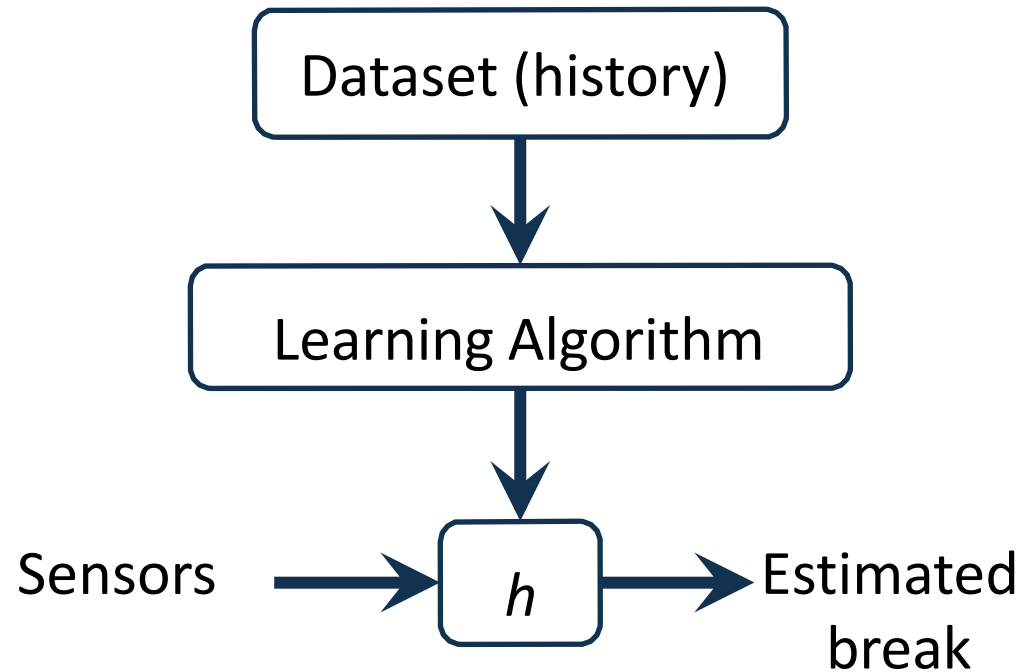 Dataset (history)
Learning Algorithm
Sensors
h
Estimated
break